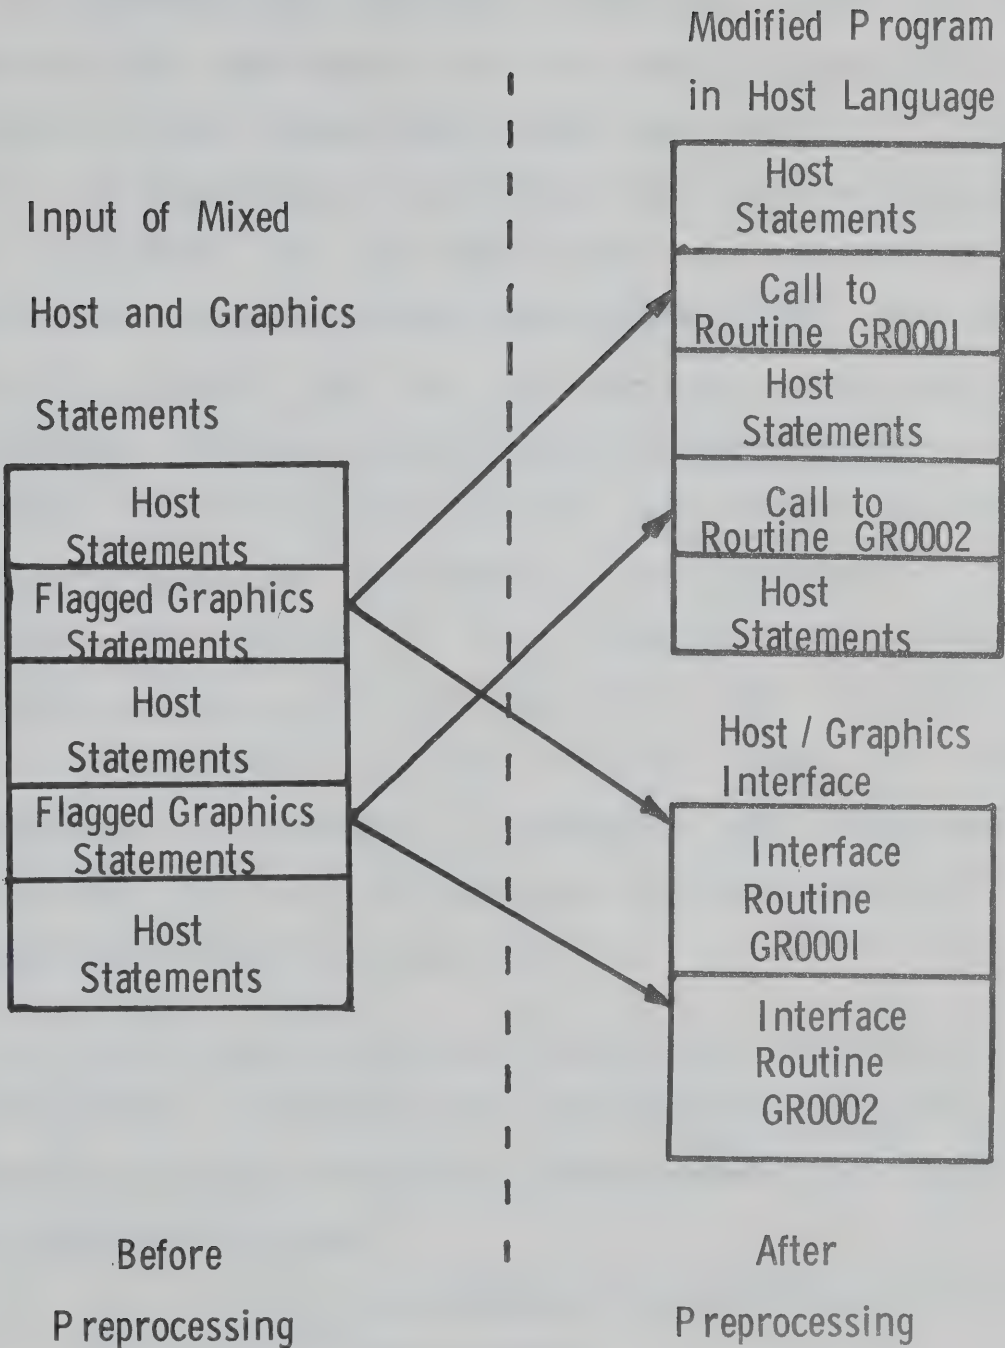 Input of Mixed
Host and Graphics
Statements
Host
Statements
Flagged Graphics
Statements
Host
Statements
Flagged Graphics
Statements
Host
Statements
Before
Preprocessing
Modified Program
in Host Language
Host
Statements
Call to
Routine GR0001
Host
Statements
Call to
Routine GR0002
Host
Statements
Host / Graphics
Interface
Interface
Routine
GR0001
Interface
Routine
GR0002
After
Preprocessing